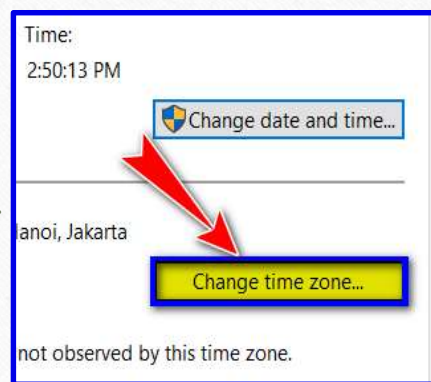 Time:
2:50:13 PM
Change date and time...
Jakarta
Change time zone...
not observed by this time zone.